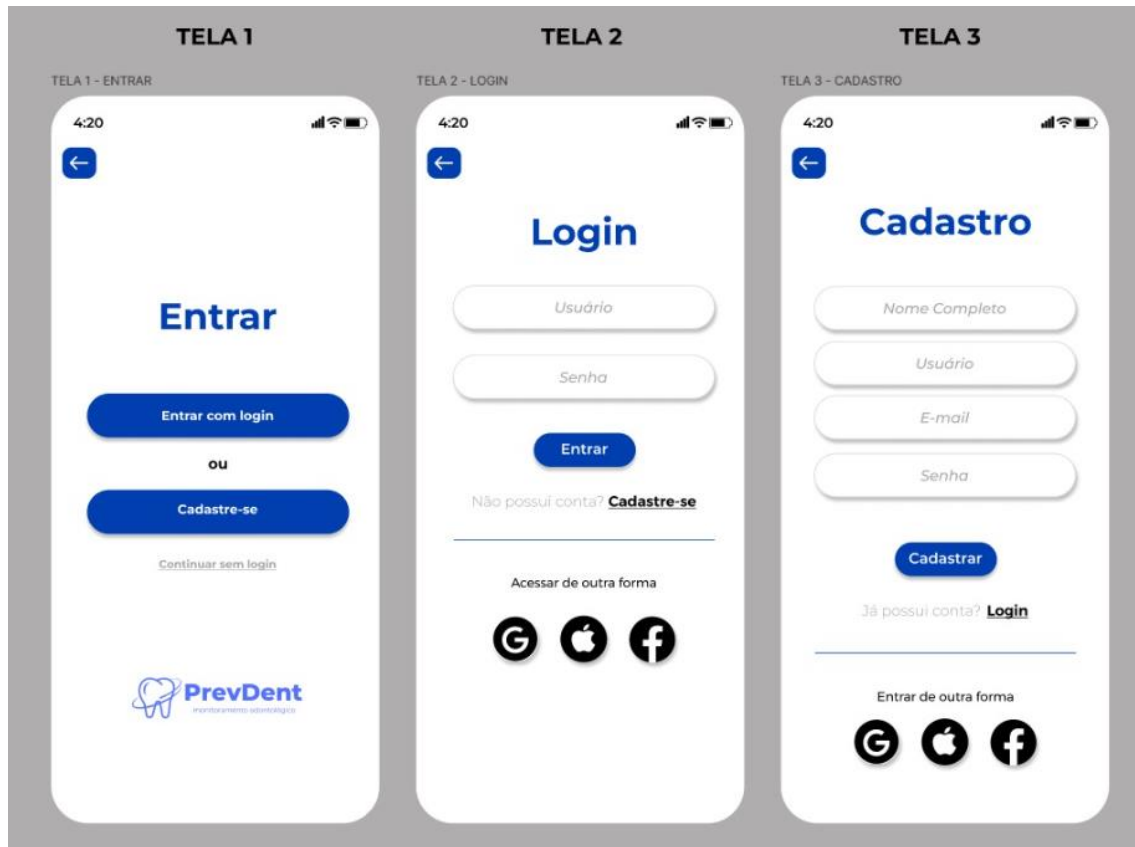 TELA 1
TELA 1 - ENTRAR
4:20
Entrar
Entrar com login
ou
Cadastre-se
Continuar sem login
PrevDent
monitoramento odontológico
TELA 2
TELA 2 - LOGIN
4:20
Login
Usuário
Senha
Entrar
Não possuí conta? Cadastre-se
Acessar de outra forma
G
f
TELA 3
TELA 3 - CADASTRO
4:20
Cadastro
Nome Completo
Usuário
E-mail
Senha
Cadastrar
Já possui conta? Login
Entrar de outra forma
G
f